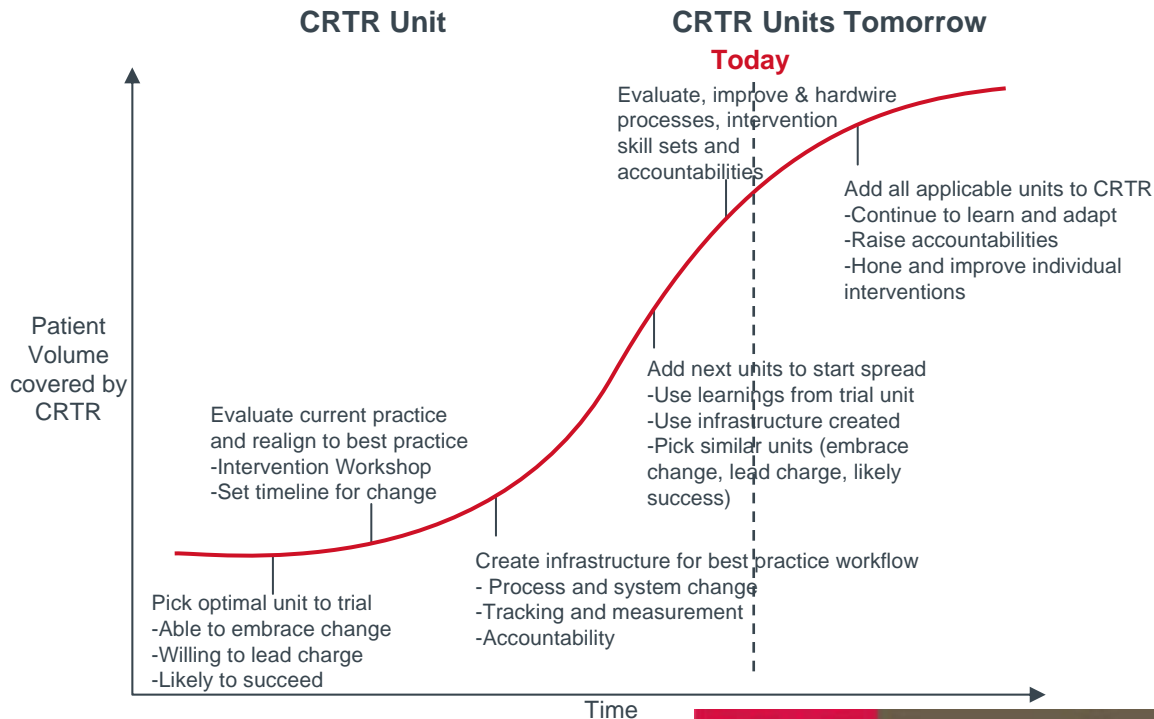 CRTR Unit
CRTR Units Tomorrow
Today
Evaluate, improve & hardwire
processes, intervention
skill sets and
accountabilities
Add all applicable units to CRTR
-Continue to learn and adapt
-Raise accountabilities
-Hone and improve individual
interventions
Patient
Volume
covered by
CRTR
Add next units to start spread
-Use learnings from trial unit
-Use infrastructure created
-Pick similar units (embrace
change, lead charge, likely
success)
Evaluate current practice
and realign to best practice
-Intervention Workshop
-Set timeline for change
Create infrastructure for best practice workflow
- Process and system change
-Tracking and measurement
-Accountability
Pick optimal unit to trial
-Able to embrace change
-Willing to lead charge
-Likely to succeed
Time